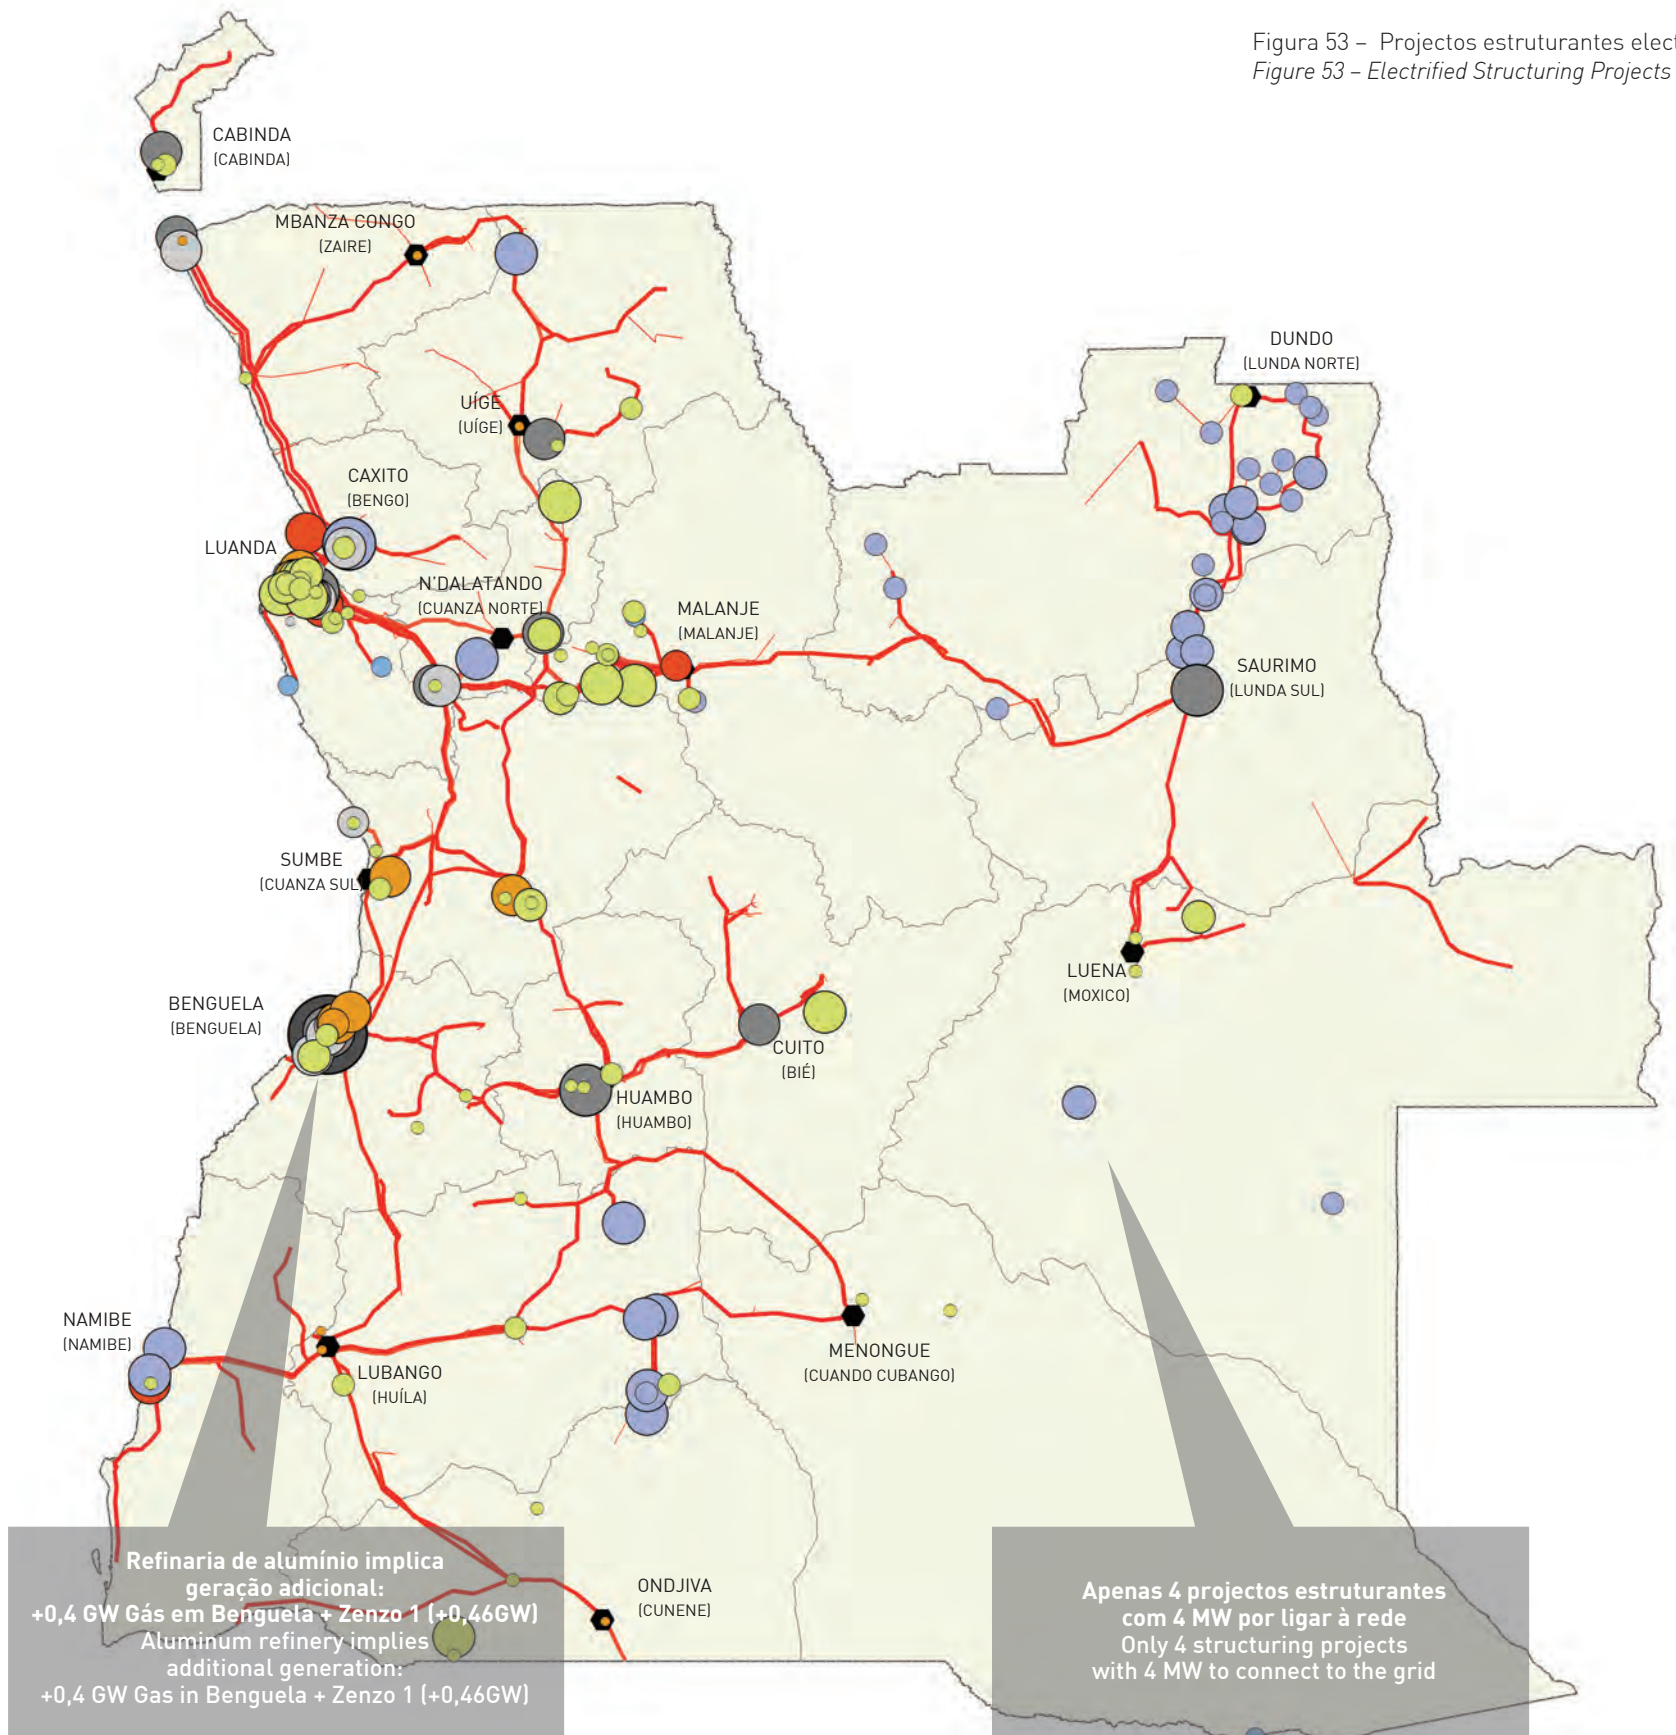 Figura 53 – Projectos estruturantes elect
Figure 53 – Electrified Structuring Projects
CABINDA
(CABINDA)
MBANZA CONGO
(ZAIRE)
DUNDO
(LUNDA NORTE)
UÍGE
(UÍGE)
CAXITO
(BENGO)
LUANDA
N'DALATANDO
(CUANZA NORTE)
MALANJE
(MALANJE)
SAURIMO
(LUNDA SUL)
SUMBE
(CUANZA SUL)
LUENA
(MOXICO)
BENGUELA
(BENGUELA)
CUITO
(BIÉ)
HUAMBO
(HUAMBO)
NAMIBE
(NAMIBE)
MENONGUE
(CUANDO CUBANGO)
LUBANGO
(HUÍLA)
ONDJIVA
(CUNENE)
Refinaria de alumínio implica
geração adicional:
+0,4 GW Gás em Benguela + Zenzo 1 (+0,46GW)
Aluminum refinery implies
additional generation:
+0,4 GW Gas in Benguela + Zenzo 1 (+0,46GW)
Apenas 4 projectos estruturantes
com 4 MW por ligar à rede
Only 4 structuring projects
with 4 MW to connect to the grid